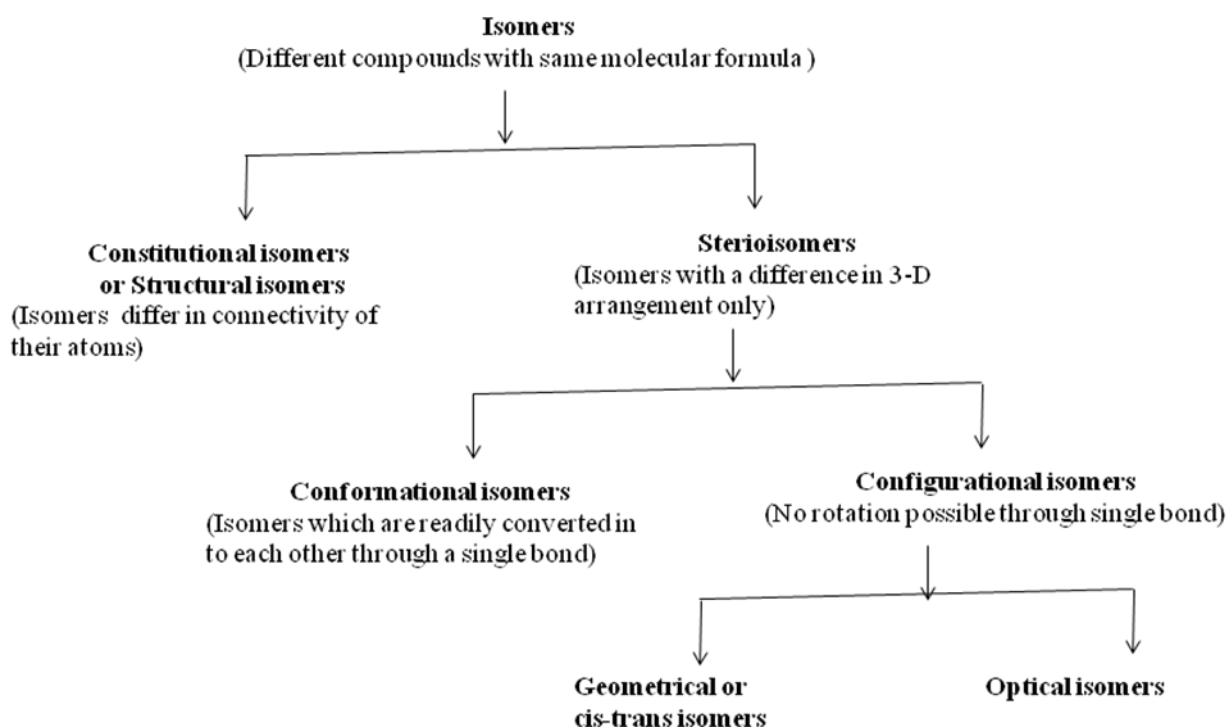 Isomers
(Different compounds with same molecular formula )
Constitutional isomers
or Structural isomers
(Isomers differ in connectivity of
their atoms)
Sterioisomers
(Isomers with a difference in 3-D
arrangement only)
Conformational isomers
(Isomers which are readily converted in
to each other through a single bond)
Configurational isomers
(No rotation possible through single bond)
Geometrical or
cis-trans isomers
Optical isomers